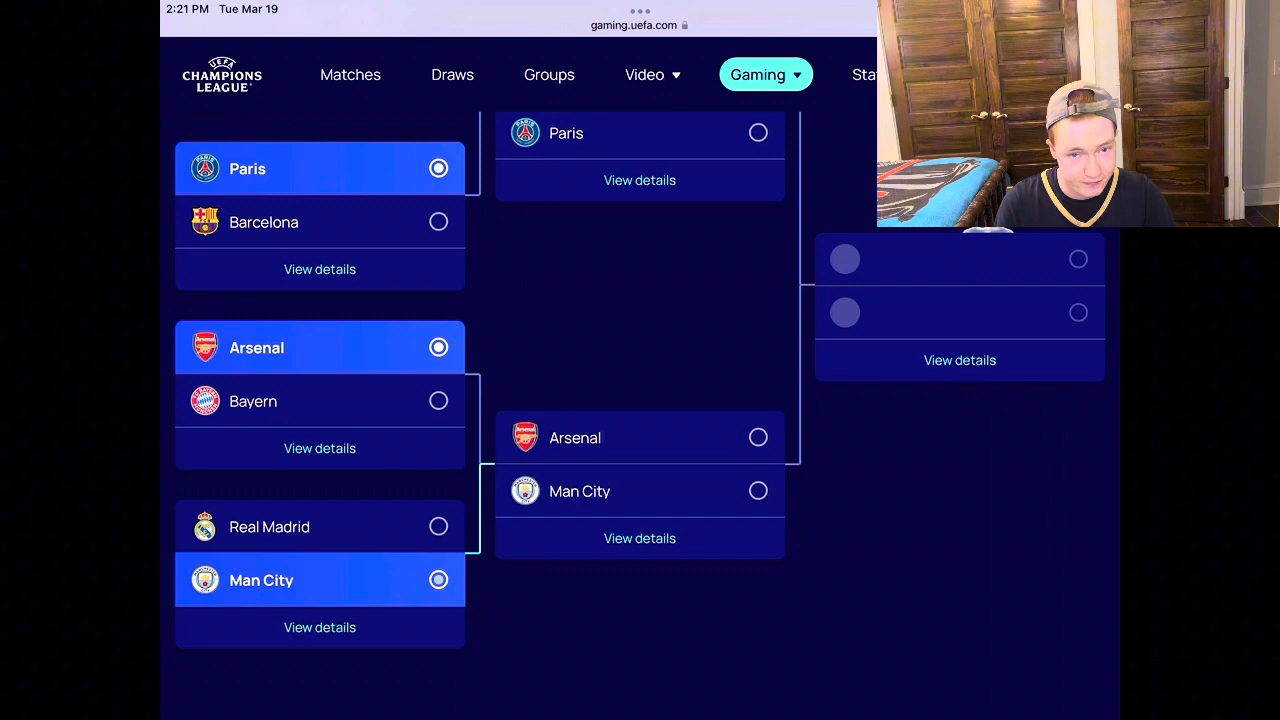 2:21 PM Tue Mar 19
gaming.uefa.com
UEFA
CHAMPIONS
LEAGUE
Matches
Draws
Groups
Video
Gaming
Sta
Paris
Barcelona
View details
Arsenal
Bayern
View details
Real Madrid
Man City
View details
Paris
View details
Arsenal
Man City
View details
View details